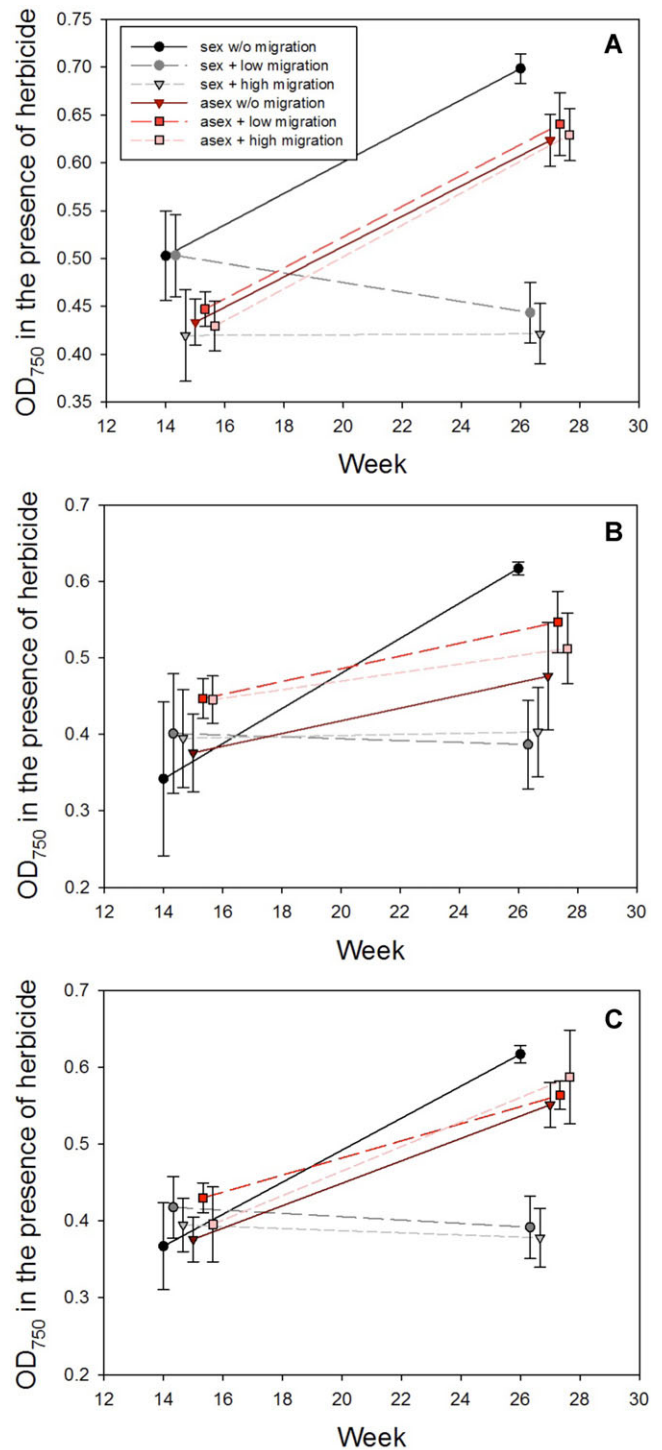 A
sex w/o migration
sex + low migration
sex + high migration
asex w/o migration
asex + low migration
asex + high migration
OD750 in the presence of herbicide
0.75
0.70
0.65
0.60
0.55
0.50
0.45
0.40
0.35
12 14 16 18 20 22 24 26 28 30
Week
B
OD750 in the presence of herbicide
0.7
0.6
0.5
0.4
0.3
0.2
12 14 16 18 20 22 24 26 28 30
Week
C
OD750 in the presence of herbicide
0.7
0.6
0.5
0.4
0.3
0.2
12 14 16 18 20 22 24 26 28 30
Week